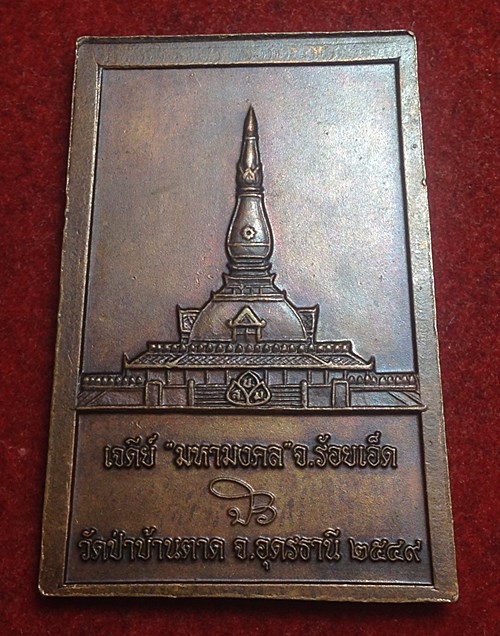 เจดีย์ "มหามงคล" จ.ร้อยเอ็ด
วัดป่าบ้านตาด จ.อุดรธานี ๒๕๔๙